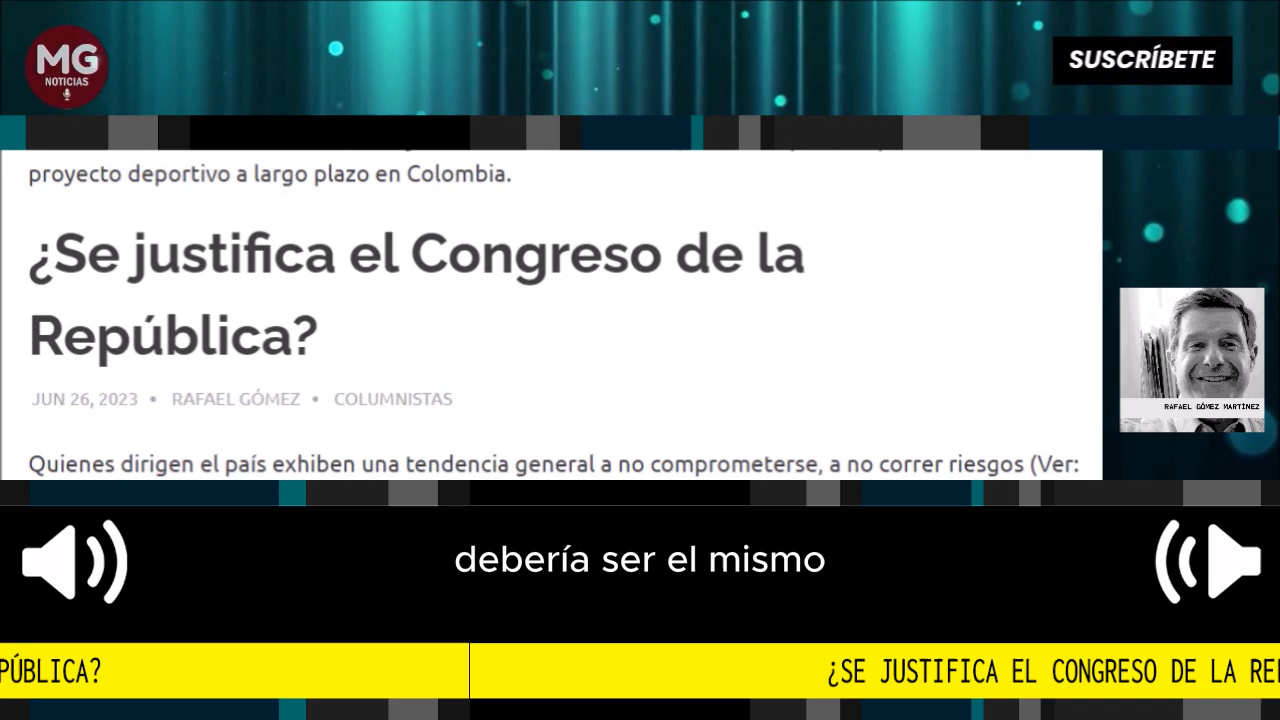 MG
NOTICIAS
SUSCRÍBETE
proyecto deportivo a largo plazo en Colombia.
¿Se justifica el Congreso de la
República?
JUN 26, 2023 • RAFAEL GÓMEZ • COLUMNISTAS
RAFAEL GÓMEZ MARTÍNEZ
Quienes dirigen el país exhiben una tendencia general a no comprometerse, a no correr riesgos (Ver:
debería ser el mismo
PÚBLICA?
¿SE JUSTIFICA EL CONGRESO DE LA RE